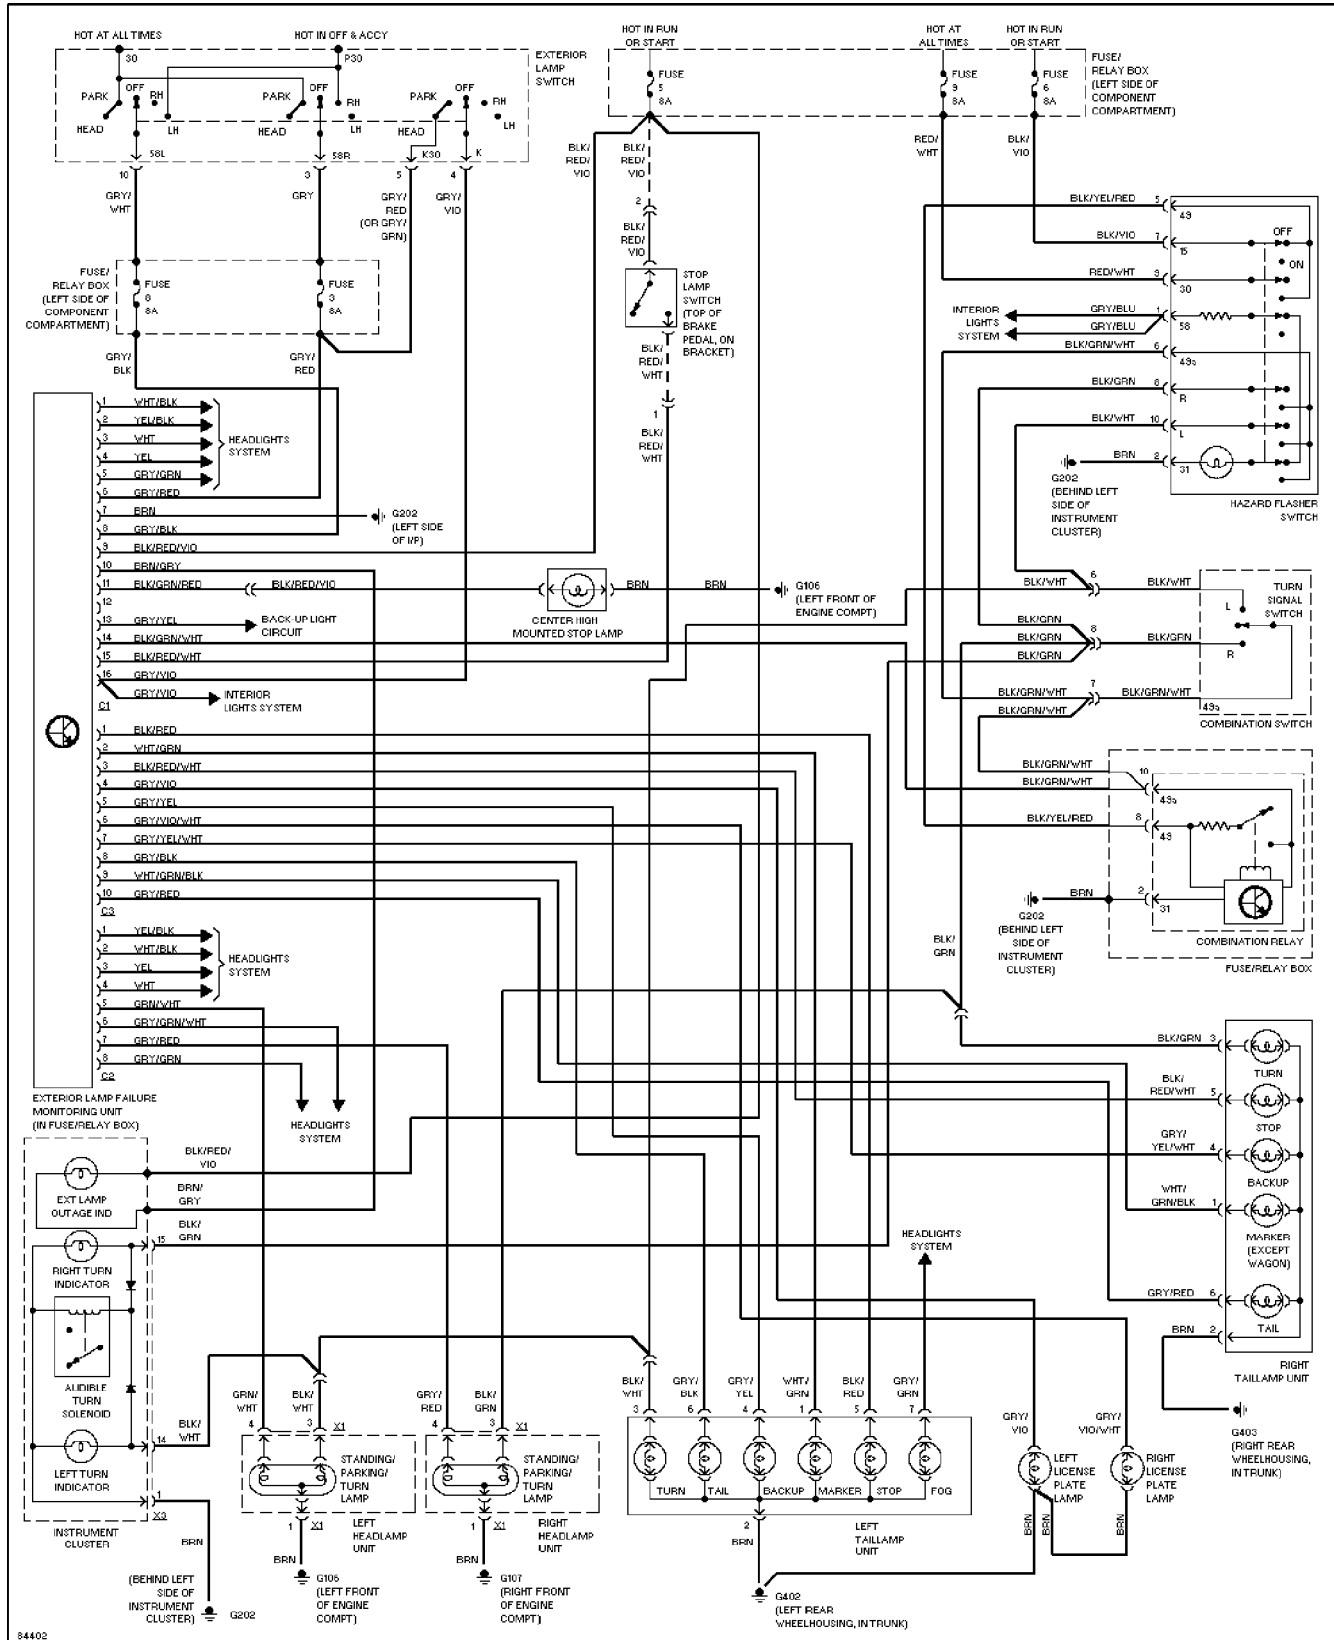 HOT AT ALL TIMES
HOT IN OFF & ACCY
30
P30
EXTERIOR
LAMP
SWITCH
OFF
RH
PARK
HEAD
LH
OFF
PARK
RH
HEAD
LH
OFF
PARK
RH
HEAD
LH
58L
58R
K30
K
10
3
5
4
GRY/
WHT
GRY
GRY/
RED
(OR GRY/
GRN)
GRY/
VIO
HOT IN RUN
OR START
HOT AT
ALL TIMES
HOT IN RUN
OR START
FUSE
5
8A
FUSE
9
8A
FUSE
6
8A
FUSE/
RELAY BOX
(LEFT SIDE OF
COMPONENT
COMPARTMENT)
BLK/
RED/
VIO
BLK/
RED/
VIO
RED/
WHT
BLK/
VIO
2
BLK/
RED/
VIO
STOP
LAMP
SWITCH
(TOP OF
BRAKE
PEDAL, ON
BRACKET)
BLK/
RED/
WHT
1
BLK/
RED/
WHT
FUSE/
RELAY BOX
(LEFT SIDE OF
COMPONENT
COMPARTMENT)
FUSE
8
8A
FUSE
3
8A
GRY/
BLK
GRY/
RED
BLK/YEL/RED 5
49
BLK/VIO 7
15
OFF
ON
RED/WHT 9
30
INTERIOR
LIGHTS
SYSTEM
GRY/BLU 1
58
GRY/BLU
BLK/GRN/WHT 6
49a
BLK/GRN 8
R
BLK/WHT 10
L
BRN 2
31
G202
(BEHIND LEFT
SIDE OF
INSTRUMENT
CLUSTER)
HAZARD FLASHER
SWITCH
1 WHT/BLK
2 YEL/BLK
3 WHT
4 YEL
5 GRY/GRN
HEADLIGHTS
SYSTEM
6 GRY/RED
7 BRN
G202
(LEFT SIDE
OF I/P)
8 GRY/BLK
9 BLK/RED/VIO
10 BRN/GRY
11 BLK/GRN/RED
BLK/RED/VIO
BRN
BRN
CENTER HIGH
MOUNTED STOP LAMP
G106
(LEFT FRONT OF
ENGINE COMPT)
12
13 GRY/YEL
BACK-UP LIGHT
CIRCUIT
14 BLK/GRN/WHT
15 BLK/RED/WHT
16 GRY/VIO
GRY/VIO
INTERIOR
LIGHTS SYSTEM
C1
BLK/WHT
6
BLK/WHT
TURN
SIGNAL
SWITCH
L
BLK/GRN
BLK/GRN
8
BLK/GRN
BLK/GRN
R
BLK/GRN/WHT
7
BLK/GRN/WHT
49a
BLK/GRN/WHT
COMBINATION SWITCH
1 BLK/RED
2 WHT/GRN
3 BLK/RED/WHT
4 GRY/VIO
5 GRY/YEL
6 GRY/VIO/WHT
7 GRY/YEL/WHT
8 GRY/BLK
9 WHT/GRN/BLK
10 GRY/RED
C3
BLK/GRN/WHT 10
BLK/GRN/WHT
49a
BLK/YEL/RED 8
49
BRN 2
31
G202
(BEHIND LEFT
SIDE OF
INSTRUMENT
CLUSTER)
COMBINATION RELAY
FUSE/RELAY BOX
BLK/
GRN
1 YEL/BLK
2 WHT/BLK
3 YEL
4 WHT
HEADLIGHTS
SYSTEM
5 GRN/WHT
6 GRY/GRN/WHT
7 GRY/RED
8 GRY/GRN
C2
EXTERIOR LAMP FAILURE
MONITORING UNIT
(IN FUSE/RELAY BOX)
HEADLIGHTS
SYSTEM
BLK/GRN 3
TURN
BLK/
RED/WHT 5
STOP
GRY/
YEL/WHT 4
BACKUP
WHT/
GRN/BLK 1
MARKER
(EXCEPT
WAGON)
GRY/RED 6
TAIL
BRN 2
RIGHT
TAILLAMP UNIT
G403
(RIGHT REAR
WHEELHOUSING,
IN TRUNK)
BLK/RED/
VIO
EXT LAMP
OUTAGE IND
BRN/
GRY
BLK/
GRN
15
RIGHT TURN
INDICATOR
AUDIBLE
TURN
SOLENOID
BLK/
WHT
14
LEFT TURN
INDICATOR
1
X3
INSTRUMENT
CLUSTER
BRN
(BEHIND LEFT
SIDE OF
INSTRUMENT
CLUSTER)
G202
GRN/
WHT
BLK/
WHT
4
3
X1
STANDING/
PARKING/
TURN
LAMP
1
X1
LEFT
HEADLAMP
UNIT
BRN
G106
(LEFT FRONT
OF ENGINE
COMPT)
GRY/
RED
BLK/
GRN
4
3
X1
STANDING/
PARKING/
TURN
LAMP
1
X1
RIGHT
HEADLAMP
UNIT
BRN
G107
(RIGHT FRONT
OF ENGINE
COMPT)
HEADLIGHTS
SYSTEM
BLK/
WHT
GRY/
BLK
GRY/
YEL
WHT/
GRN
BLK/
RED
GRY/
GRN
3
6
4
1
5
7
TURN
TAIL
BACKUP
MARKER
STOP
FOG
2
BRN
LEFT
TAILLAMP
UNIT
G402
(LEFT REAR
WHEELHOUSING, IN TRUNK)
GRY/
VIO
GRY/
VIO/WHT
LEFT
LICENSE
PLATE
LAMP
RIGHT
LICENSE
PLATE
LAMP
BRN
BRN
BRN
84402